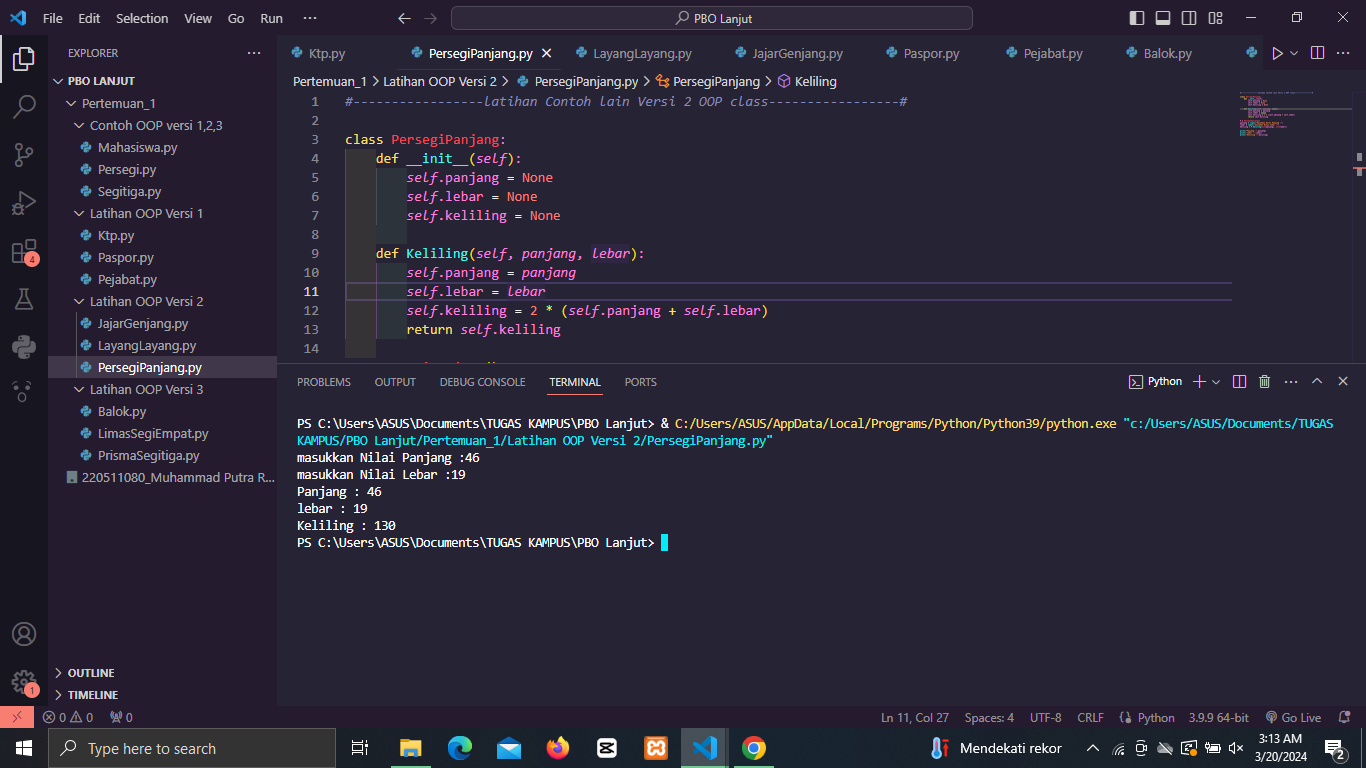 File Edit Selection View Go Run ··· PBO Lanjut
EXPLORER ···
PBO LANJUT
Pertemuan_1
Contoh OOP versi 1,2,3
Mahasiswa.py
Persegi.py
Segitiga.py
Latihan OOP Versi 1
Ktp.py
Paspor.py
Pejabat.py
Latihan OOP Versi 2
JajarGenjang.py
LayangLayang.py
PersegiPanjang.py
Latihan OOP Versi 3
Balok.py
LimasSegiEmpat.py
PrismaSegitiga.py
220511080_Muhammad Putra R...
OUTLINE
TIMELINE
4
1
Ktp.py PersegiPanjang.py LayangLayang.py JajarGenjang.py Paspor.py Pejabat.py Balok.py
Pertemuan_1 > Latihan OOP Versi 2 > PersegiPanjang.py > PersegiPanjang > Keliling
1 #-----------------latihan Contoh lain Versi 2 OOP class-----------------#
2
3 class PersegiPanjang:
4 def __init__(self):
5 self.panjang = None
6 self.lebar = None
7 self.keliling = None
8
9 def Keliling(self, panjang, lebar):
10 self.panjang = panjang
11 self.lebar = lebar
12 self.keliling = 2 * (self.panjang + self.lebar)
13 return self.keliling
14
PROBLEMS OUTPUT DEBUG CONSOLE TERMINAL PORTS Python
PS C:\Users\ASUS\Documents\TUGAS KAMPUS\PBO Lanjut> & C:/Users/ASUS/AppData/Local/Programs/Python/Python39/python.exe "c:/Users/ASUS/Documents/TUGAS
KAMPUS/PBO Lanjut/Pertemuan_1/Latihan OOP Versi 2/PersegiPanjang.py"
masukkan Nilai Panjang :46
masukkan Nilai Lebar :19
Panjang : 46
lebar : 19
Keliling : 130
PS C:\Users\ASUS\Documents\TUGAS KAMPUS\PBO Lanjut>
0 0 0 Ln 11, Col 27 Spaces: 4 UTF-8 CRLF Python 3.9.9 64-bit Go Live
Type here to search Mendekati rekor 3:13 AM
3/20/2024 2